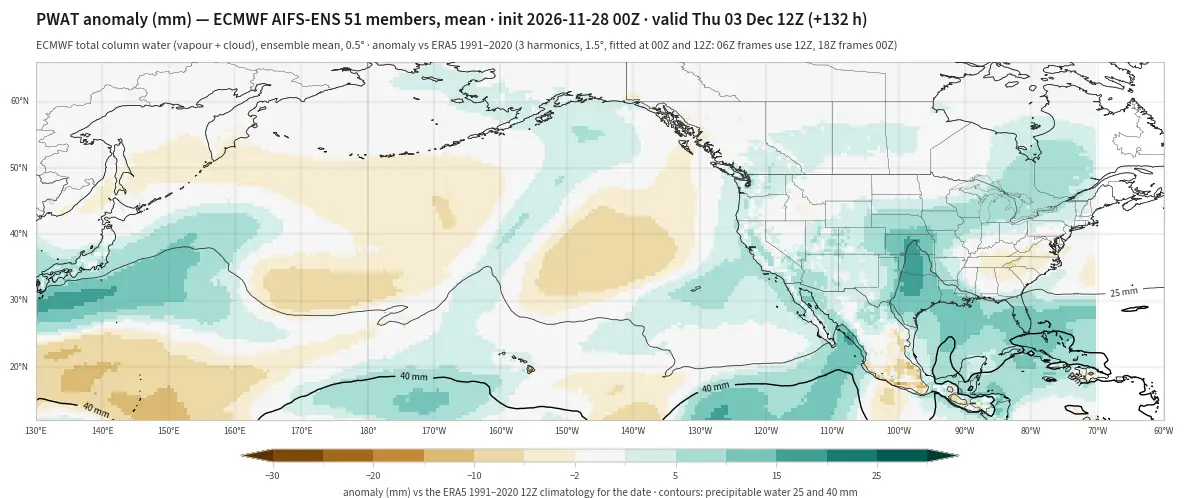 PWAT anomaly (mm) — ECMWF AIFS-ENS 51 members, mean · init 2026-11-28 00Z · valid Thu 03 Dec 12Z (+132 h)
ECMWF total column water (vapour + cloud), ensemble mean, 0.5° · anomaly vs ERA5 1991–2020 (3 harmonics, 1.5°, fitted at 00Z and 12Z: 06Z frames use 12Z, 18Z frames 00Z)
60°N
50°N
40°N
30°N
25 mm
20°N
40 mm
40 mm
40 mm
130°E 140°E 150°E 160°E 170°E 180° 170°W 160°W 150°W 140°W 130°W 120°W 110°W 100°W 90°W 80°W 70°W 60°W
−30 −20 −10 −2 5 15 25
anomaly (mm) vs the ERA5 1991–2020 12Z climatology for the date · contours: precipitable water 25 and 40 mm